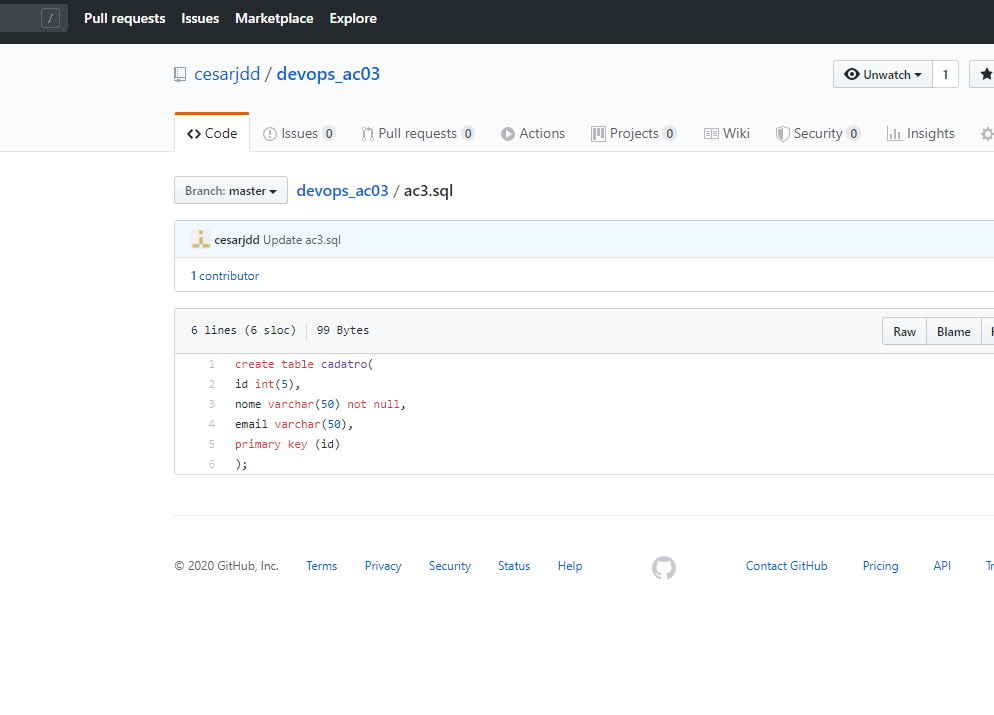 / Pull requests Issues Marketplace Explore
cesarjdd / devops_ac03 Unwatch 1
Code Issues 0 Pull requests 0 Actions Projects 0 Wiki Security 0 Insights
Branch: master devops_ac03 / ac3.sql
cesarjdd Update ac3.sql
1 contributor
6 lines (6 sloc) 99 Bytes Raw Blame
1 create table cadatro(
2 id int(5),
3 nome varchar(50) not null,
4 email varchar(50),
5 primary key (id)
6 );
© 2020 GitHub, Inc. Terms Privacy Security Status Help Contact GitHub Pricing API